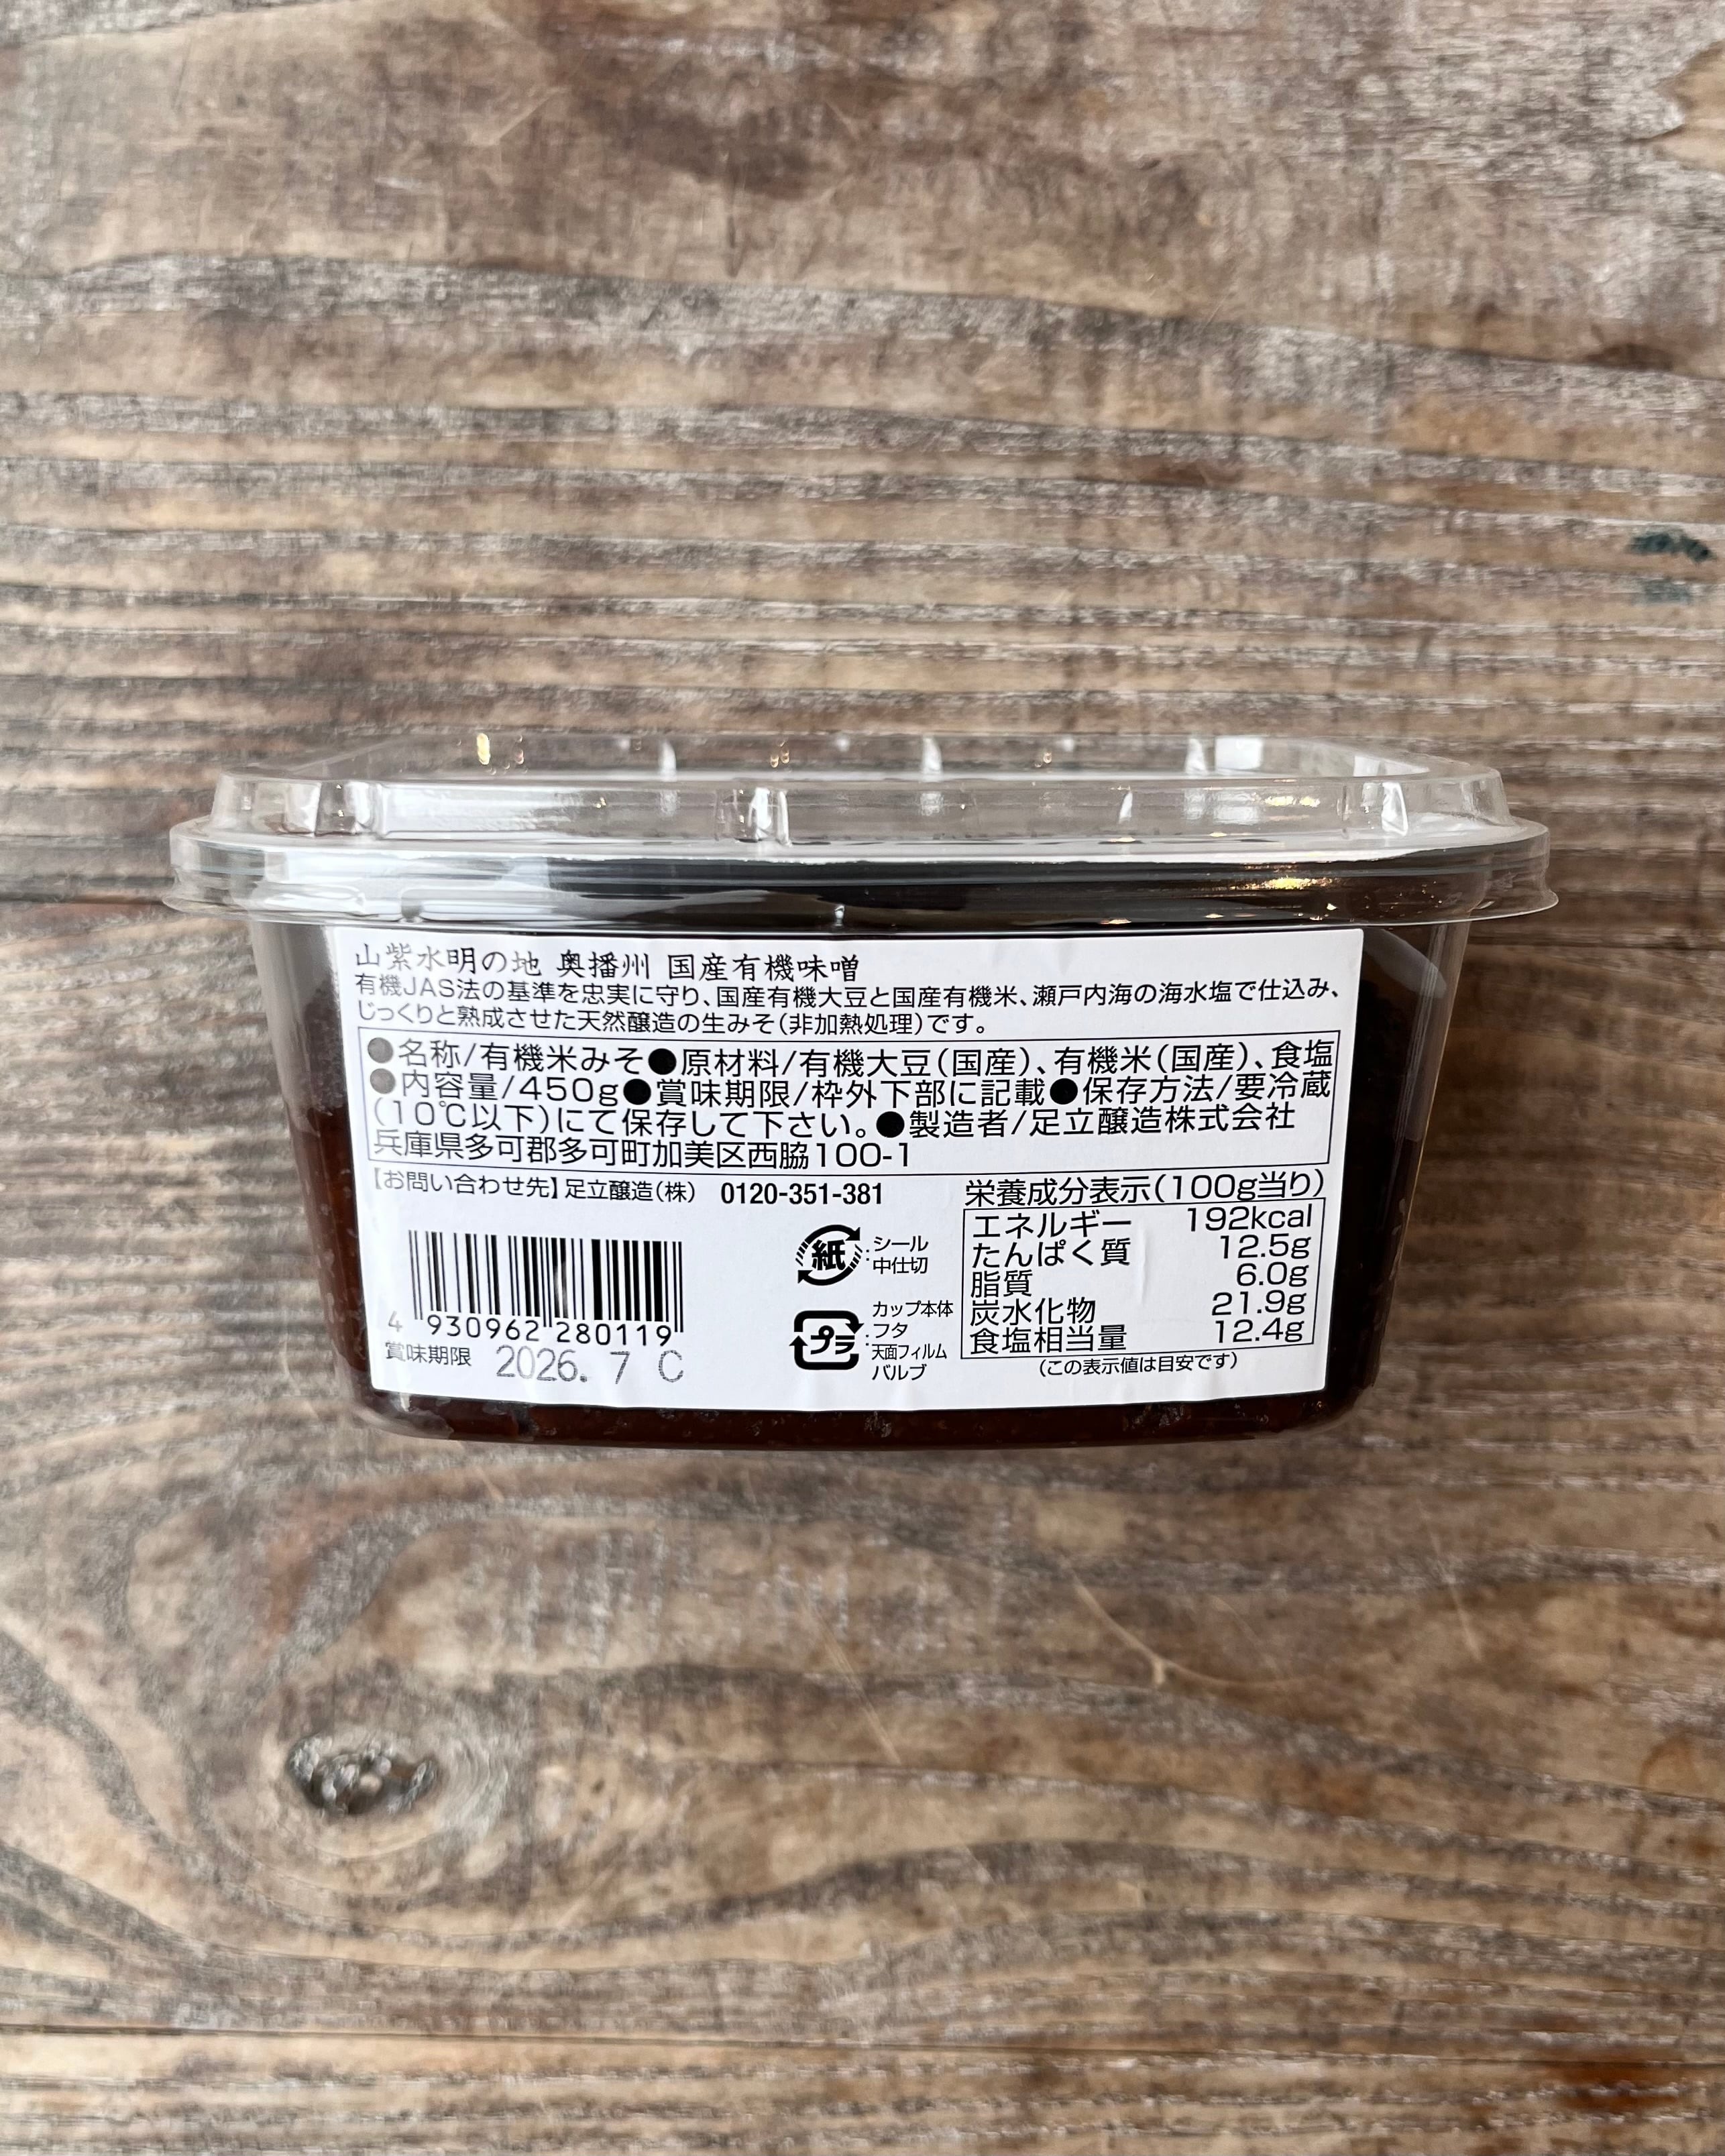 山紫水明の地 奥播州 国産有機味噌
有機JAS法の基準を忠実に守り、国産有機大豆と国産有機米、瀬戸内海の海水塩で仕込み、
じっくりと熟成させた天然醸造の生みそ(非加熱処理)です。
●名称/有機米みそ●原材料/有機大豆(国産)、有機米(国産)、食塩
●内容量/450g●賞味期限/枠外下部に記載●保存方法/要冷蔵
(10℃以下)にて保存して下さい。●製造者/足立醸造株式会社
兵庫県多可郡多可町加美区西脇100-1
【お問い合わせ先】足立醸造(株) 0120-351-381
4 930962 280119
賞味期限 2026. 7 C
紙:シール
中仕切
プラ:カップ本体
フタ
天面フィルム
バルブ
栄養成分表示(100g当り)
エネルギー 192kcal
たんぱく質 12.5g
脂質 6.0g
炭水化物 21.9g
食塩相当量 12.4g
(この表示値は目安です)